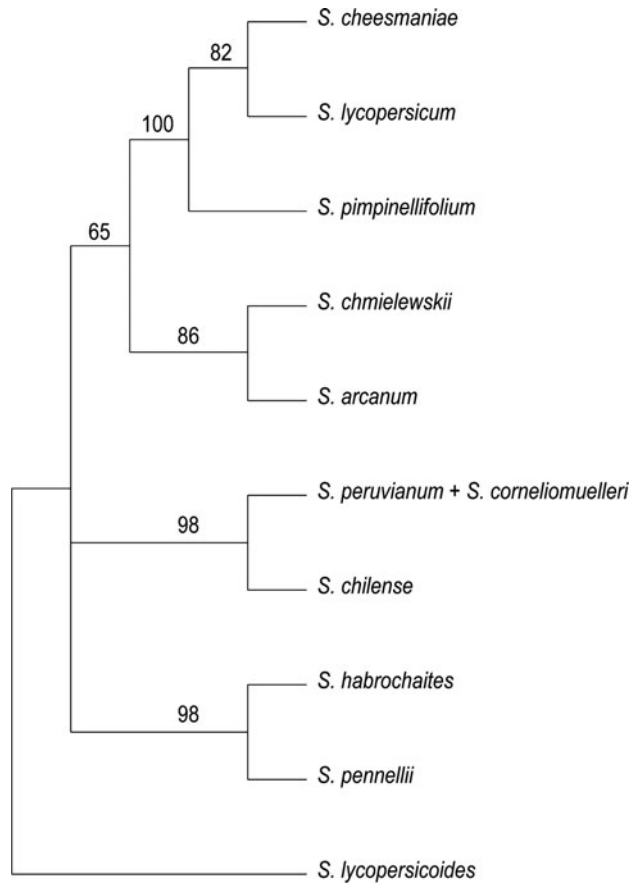 S. cheesmaniae
82
S. lycopersicum
100
S. pimpinellifolium
65
S. chmielewskii
86
S. arcanum
S. peruvianum + S. corneliomuelleri
98
S. chilense
S. habrochaites
98
S. pennellii
S. lycopersicoides